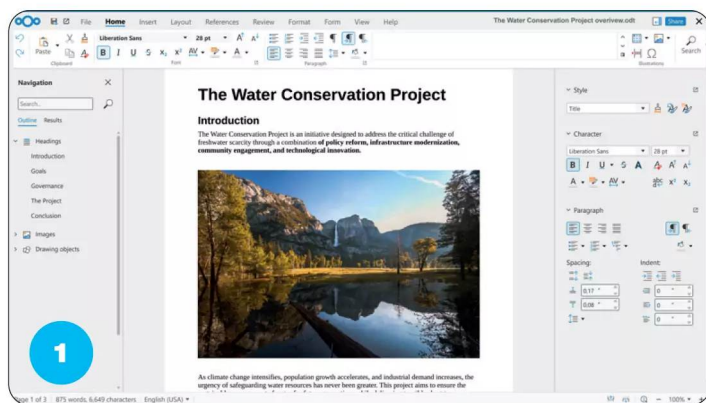 File Home Insert Layout References Review Format Form View Help
The Water Conservation Project overivew.odt
Share
Paste
Liberation Sans
28 pt
Search
Clipboard
Font
Paragraph
Illustrations
Navigation
Search...
Outline Results
Headings
Introduction
Goals
Governance
The Project
Conclusion
Images
Drawing objects
The Water Conservation Project
Introduction
The Water Conservation Project is an initiative designed to address the critical challenge of
freshwater scarcity through a combination of policy reform, infrastructure modernization,
community engagement, and technological innovation.
As climate change intensifies, population growth accelerates, and industrial demand increases, the
urgency of safeguarding water resources has never been greater. This project aims to ensure the
Style
Title
Character
Liberation Sans
28 pt
Paragraph
Spacing:
Indent:
0.17 "
0
0.08 "
0
0
1
Page 1 of 3
875 words, 6,649 characters
English (USA)
100%